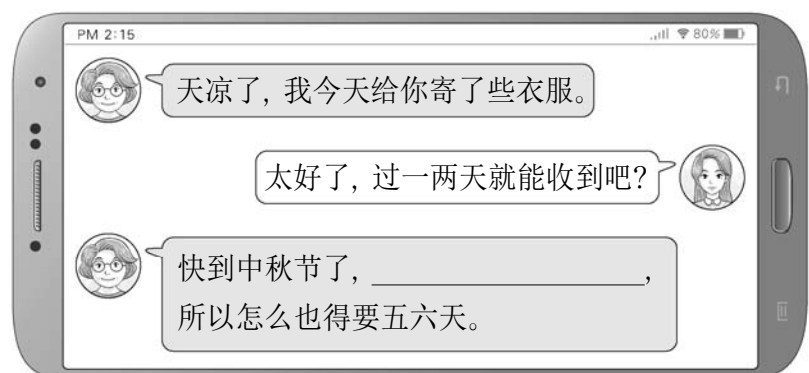 PM 2:15
80%
天凉了, 我今天给你寄了些衣服。
太好了, 过一两天就能收到吧?
快到中秋节了, ____________________,
所以怎么也得要五六天。